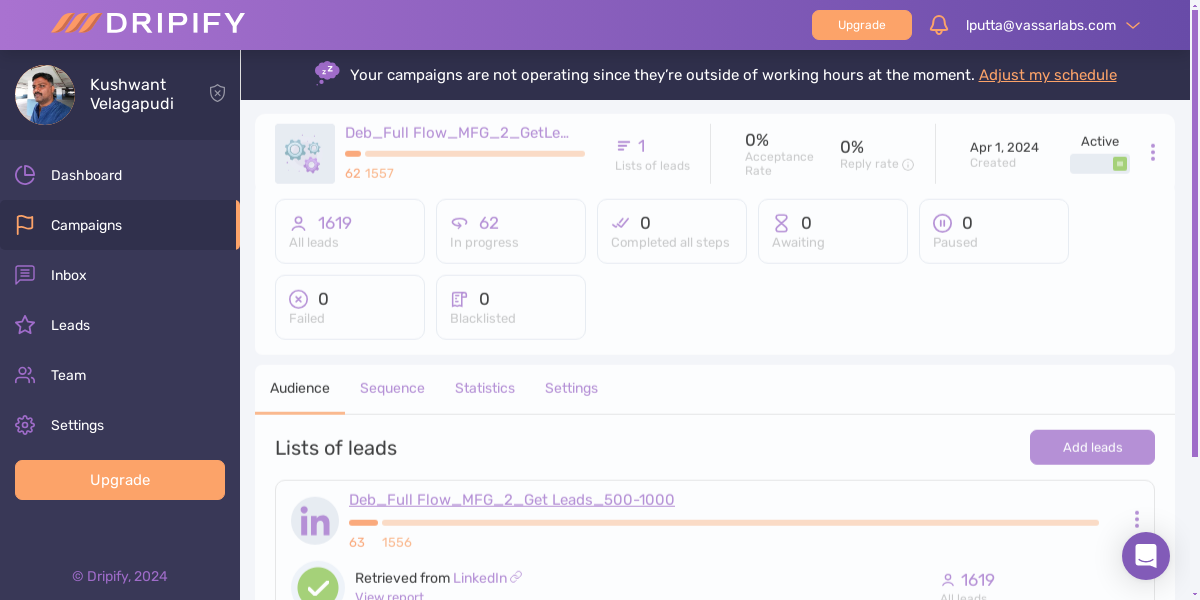 DRIPIFY
Upgrade
lputta@vassarlabs.com
Kushwant
Velagapudi
Your campaigns are not operating since they're outside of working hours at the moment. Adjust my schedule
Dashboard
Campaigns
Inbox
Leads
Team
Settings
Upgrade
© Dripify, 2024
Deb_Full Flow_MFG_2_GetLe...
62 1557
1
Lists of leads
0%
Acceptance
Rate
0%
Reply rate
Apr 1, 2024
Created
Active
1619
All leads
62
In progress
0
Completed all steps
0
Awaiting
0
Paused
0
Failed
0
Blacklisted
Audience
Sequence
Statistics
Settings
Lists of leads
Add leads
in
Deb_Full Flow_MFG_2_Get Leads_500-1000
63 1556
Retrieved from LinkedIn
View report
1619
All leads